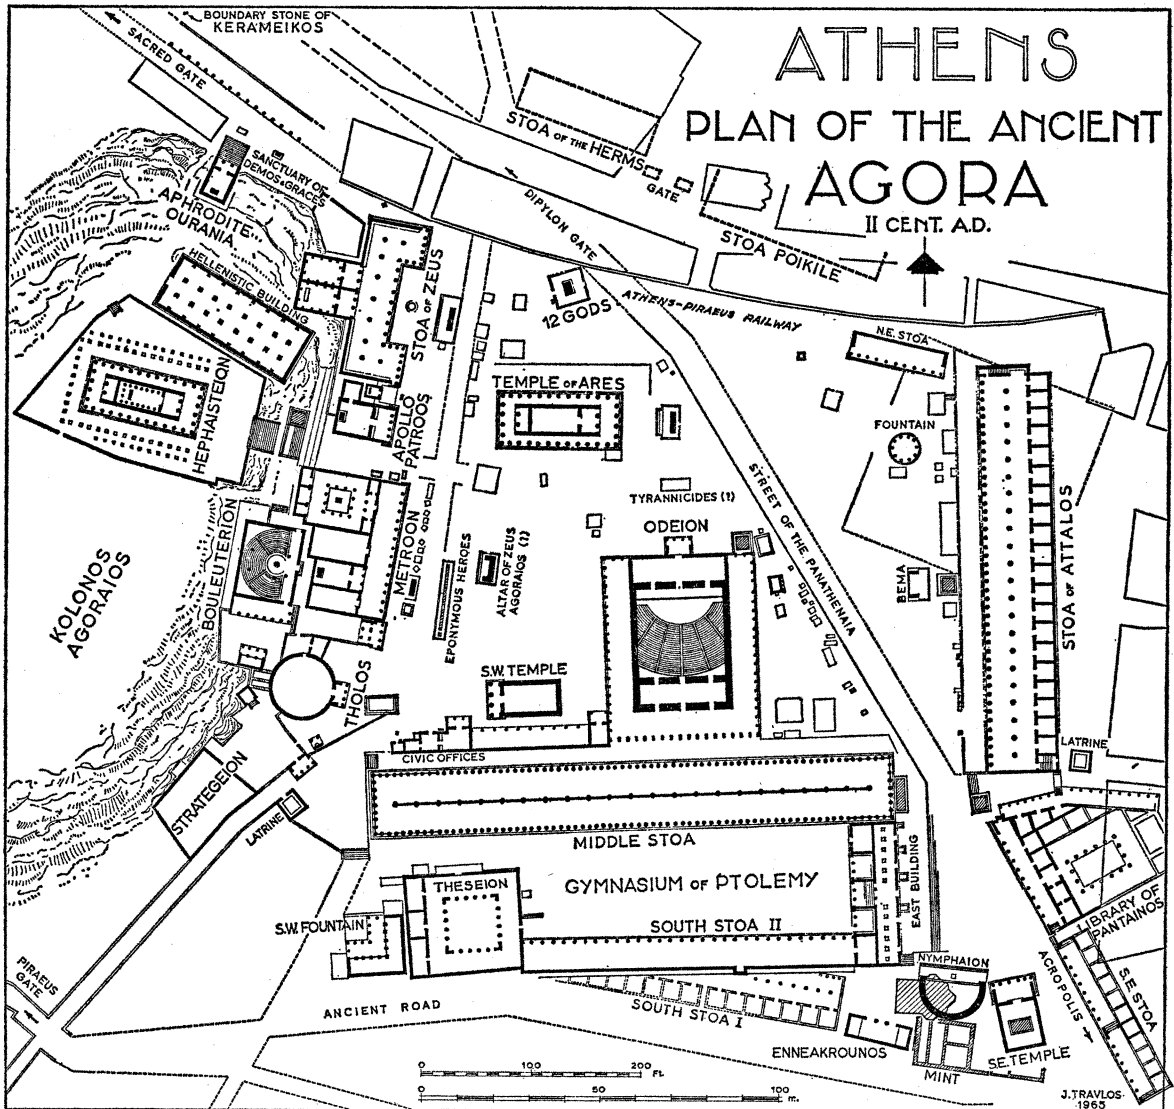 ATHENS
PLAN OF THE ANCIENT
AGORA
II CENT. A.D.
BOUNDARY STONE OF
KERAMEIKOS
SACRED GATE
STOA OF THE HERMS
GATE
DIPYLON GATE
STOA POIKILE
SANCTUARY OF
DEMOS & GRACES
APHRODITE
OURANIA
HELLENISTIC BUILDING
STOA OF ZEUS
12 GODS
ATHENS-PIRAEUS RAILWAY
N.E. STOA
HEPHAISTEION
APOLLO
PATROOS
TEMPLE OF ARES
FOUNTAIN
STREET OF THE PANATHENAIA
TYRANNICIDES (?)
ODEION
BOULEUTERION
METROON
EPONYMOUS HEROES
ALTAR OF ZEUS
AGORAIOS (?)
BEMA
STOA OF ATTALOS
KOLONOS
AGORAIOS
THOLOS
S.W. TEMPLE
CIVIC OFFICES
LATRINE
STRATEGEION
LATRINE
MIDDLE STOA
THESEION
GYMNASIUM OF PTOLEMY
EAST BUILDING
SOUTH STOA II
S.W. FOUNTAIN
LIBRARY OF
PANTAINOS
NYMPHAION
ACROPOLIS
S.E. STOA
PIRAEUS
GATE
ANCIENT ROAD
SOUTH STOA I
ENNEAKROUNOS
MINT
S.E. TEMPLE
0 100 200 Ft.
0 50 100 m.
J. TRAVLOS
1965